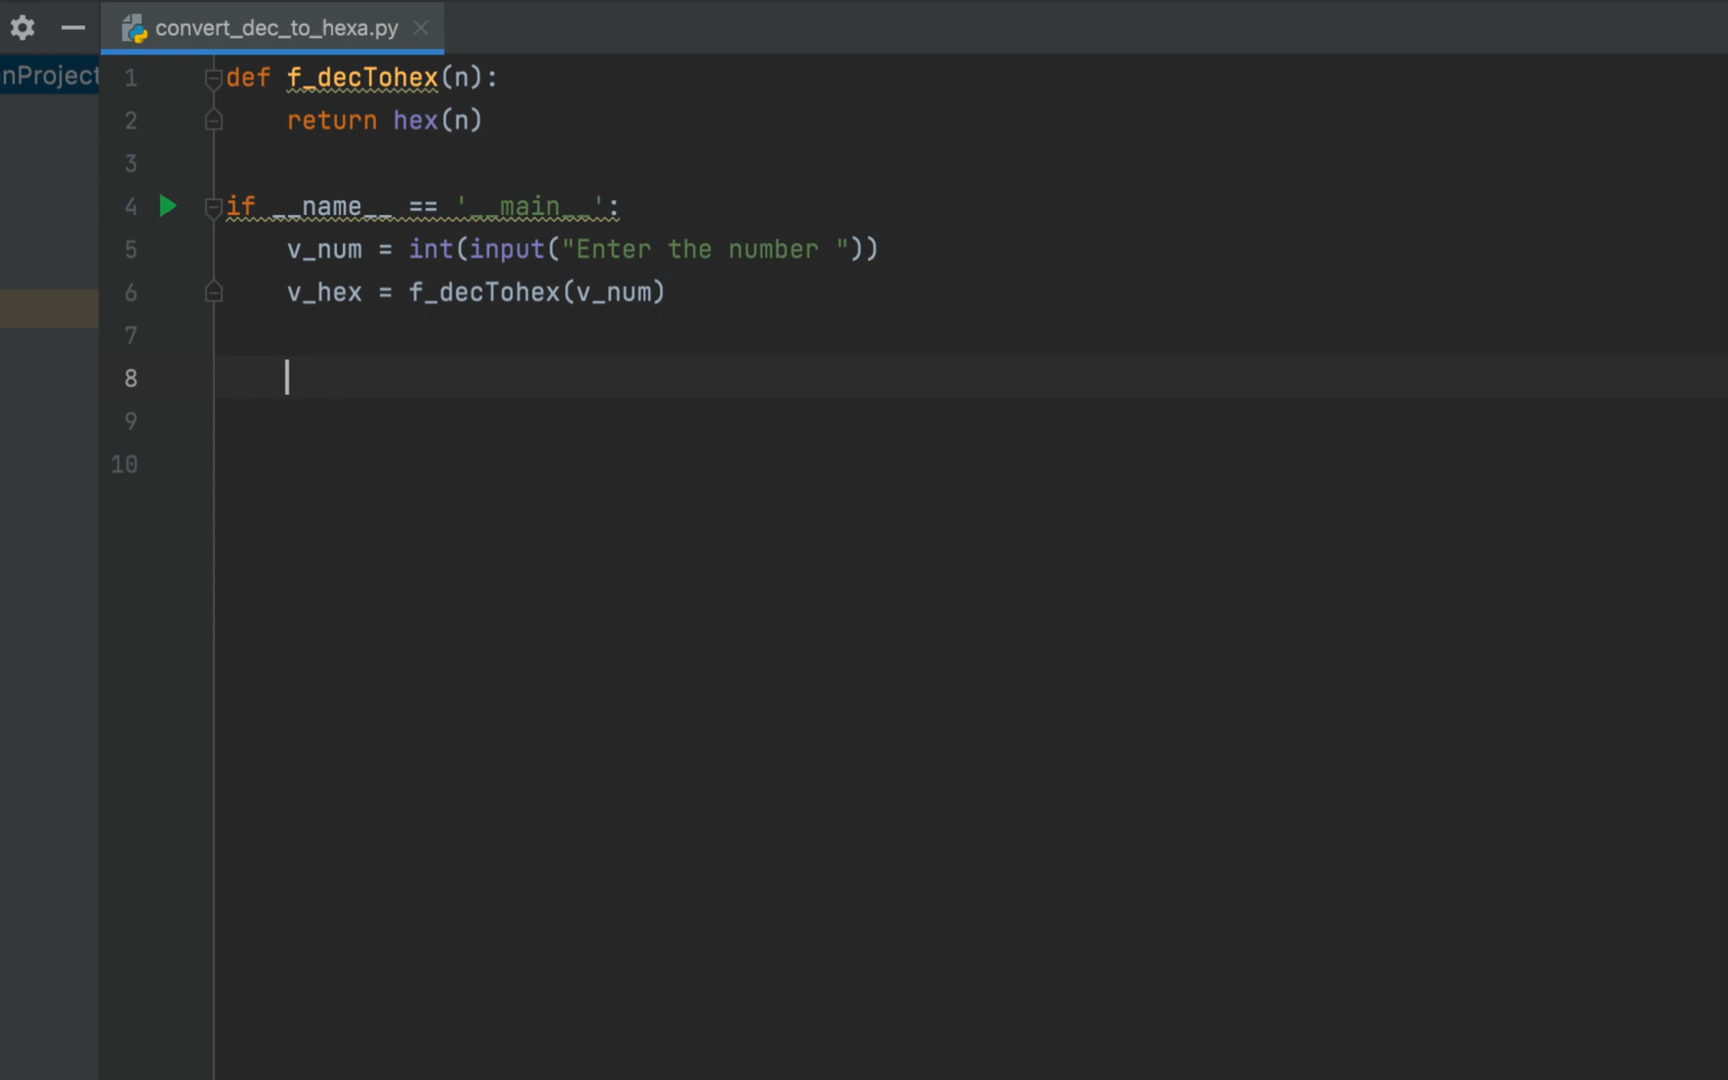 convert_dec_to_hexa.py
nProject
1 def f_decTohex(n):
2 return hex(n)
3
4 if __name__ == '__main__':
5 v_num = int(input("Enter the number "))
6 v_hex = f_decTohex(v_num)
7
8
9
10